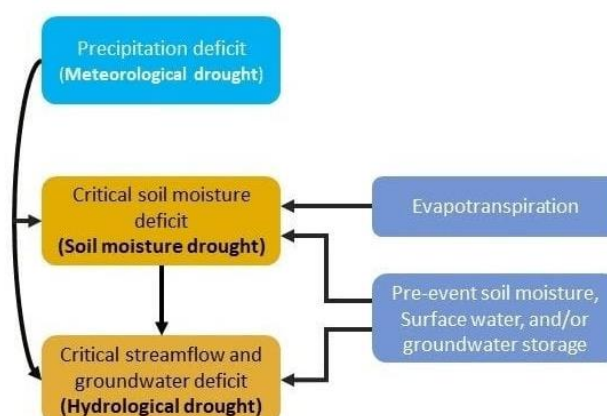 Precipitation deficit
(Meteorological drought)
Critical soil moisture
deficit
(Soil moisture drought)
Evapotranspiration
Pre-event soil moisture,
Surface water, and/or
groundwater storage
Critical streamflow and
groundwater deficit
(Hydrological drought)